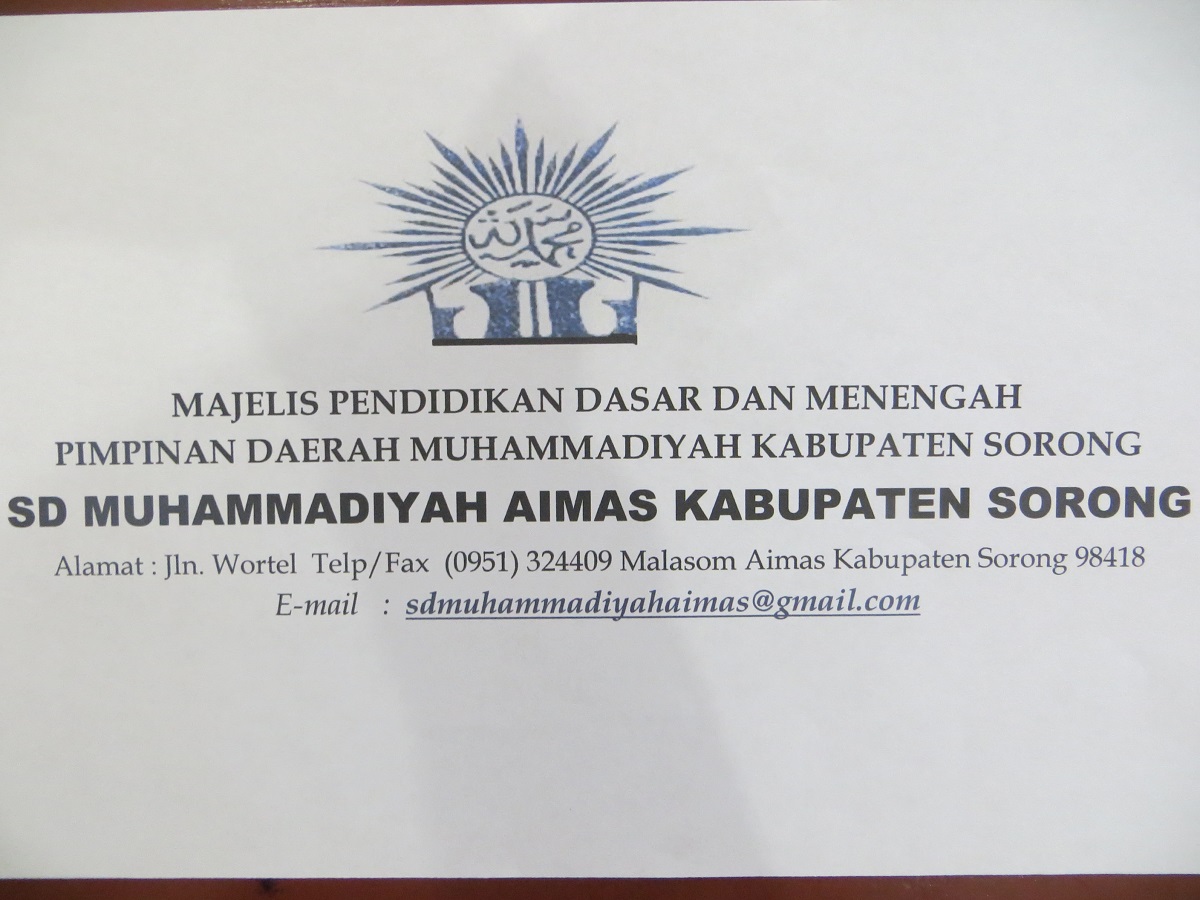 محمدية
MAJELIS PENDIDIKAN DASAR DAN MENENGAH
PIMPINAN DAERAH MUHAMMADIYAH KABUPATEN SORONG
SD MUHAMMADIYAH AIMAS KABUPATEN SORONG
Alamat : Jln. Wortel Telp/Fax (0951) 324409 Malasom Aimas Kabupaten Sorong 98418
E-mail : sdmuhammadiyahaimas@gmail.com